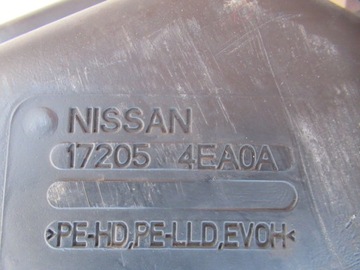 NISSAN
17205 4EA0A
>PE-HD,PE-LLD,EVOH<